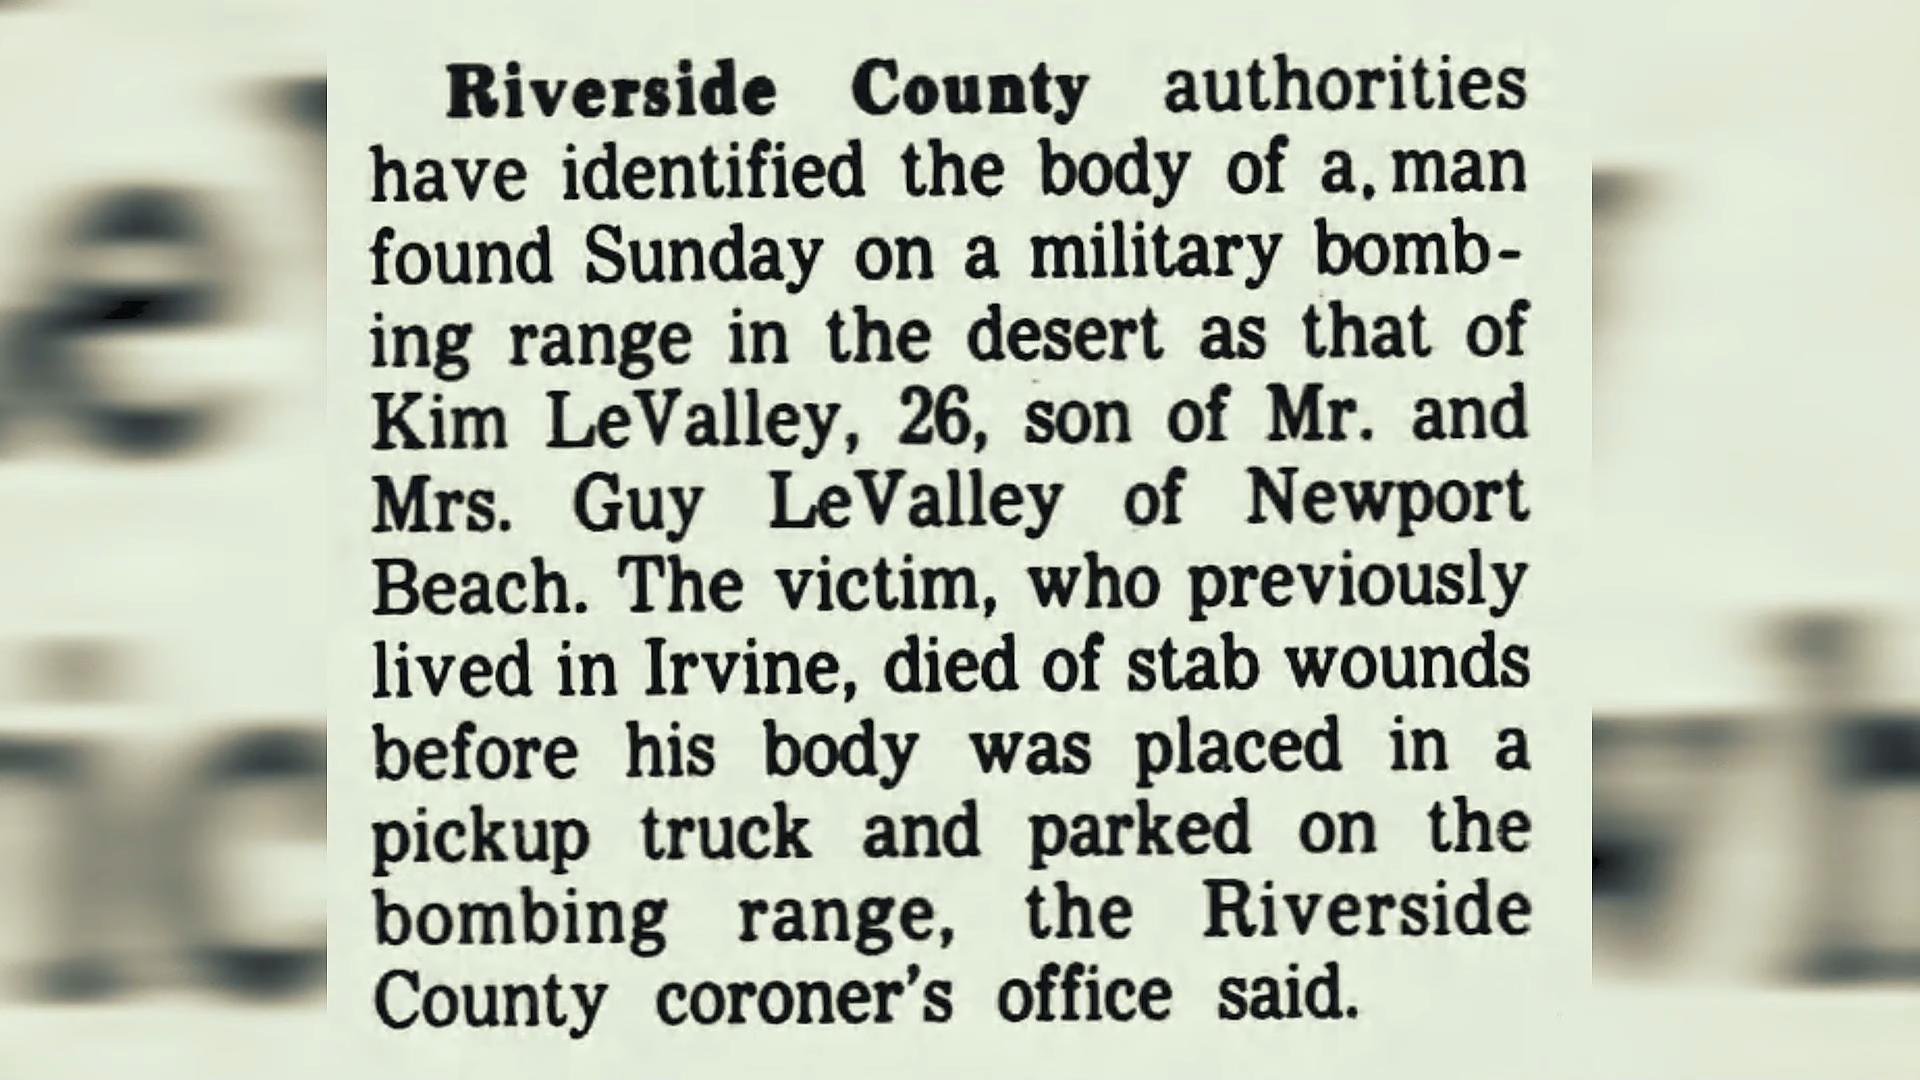 Riverside County authorities
have identified the body of a, man
found Sunday on a military bomb-
ing range in the desert as that of
Kim LeValley, 26, son of Mr. and
Mrs. Guy LeValley of Newport
Beach. The victim, who previously
lived in Irvine, died of stab wounds
before his body was placed in a
pickup truck and parked on the
bombing range, the Riverside
County coroner's office said.